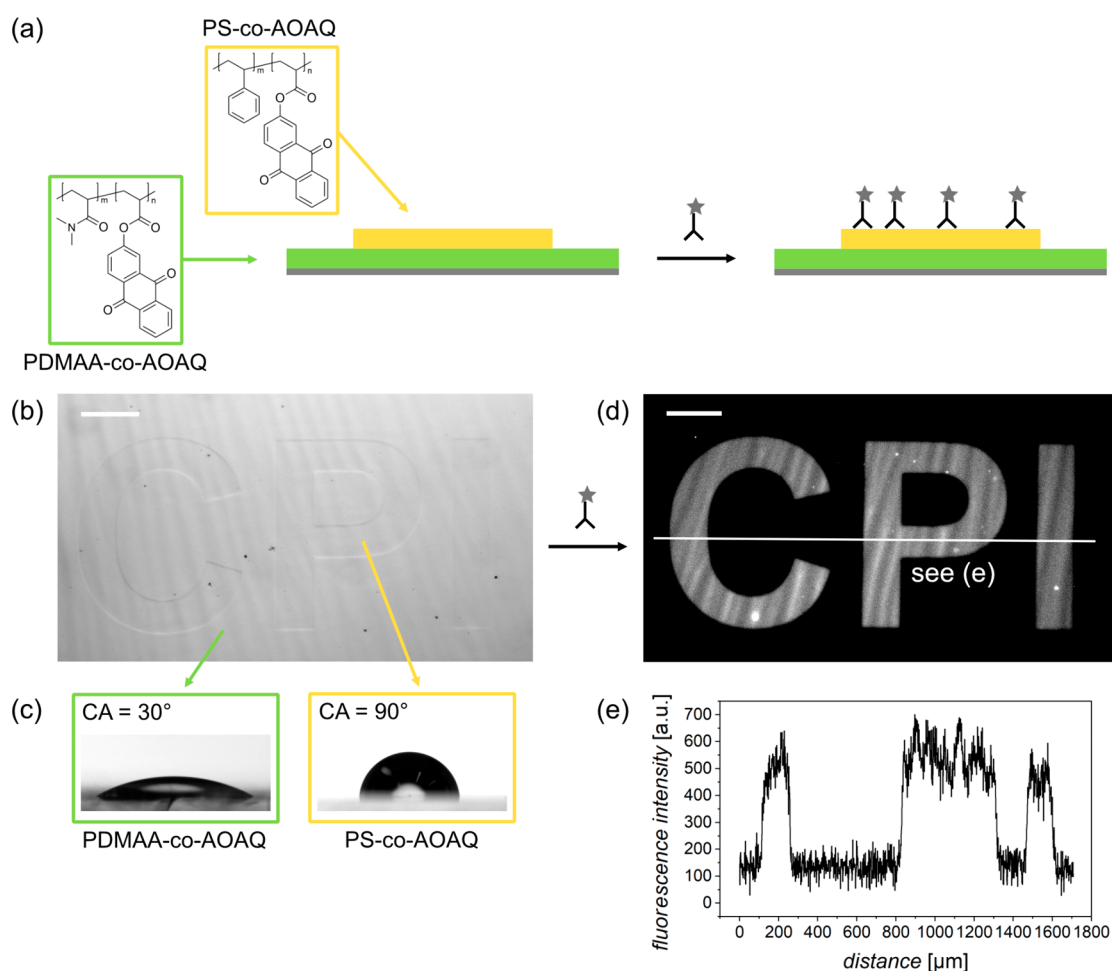 (a)
PS-co-AOAQ
m
n
O
O
O
O
m
n
N
O
O
O
O
O
PDMAA-co-AOAQ
(b)
(d)
CPI
see (e)
(c)
CA = 30°
CA = 90°
PDMAA-co-AOAQ
PS-co-AOAQ
(e)
fluorescence intensity [a.u.]
700
600
500
400
300
200
100
0
0 200 400 600 800 1000 1200 1400 1600 1800
distance [µm]